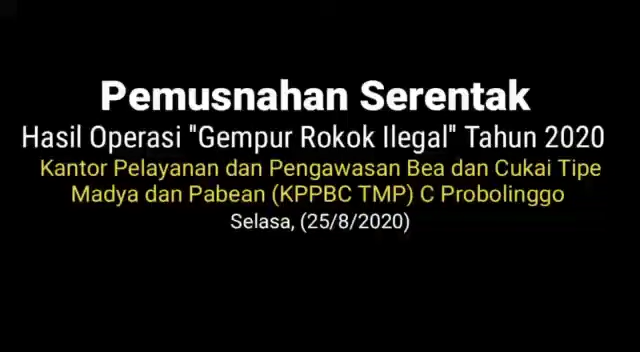 Pemusnahan Serentak
Hasil Operasi "Gempur Rokok Ilegal" Tahun 2020
Kantor Pelayanan dan Pengawasan Bea dan Cukai Tipe
Madya dan Pabean (KPPBC TMP) C Probolinggo
Selasa, (25/8/2020)